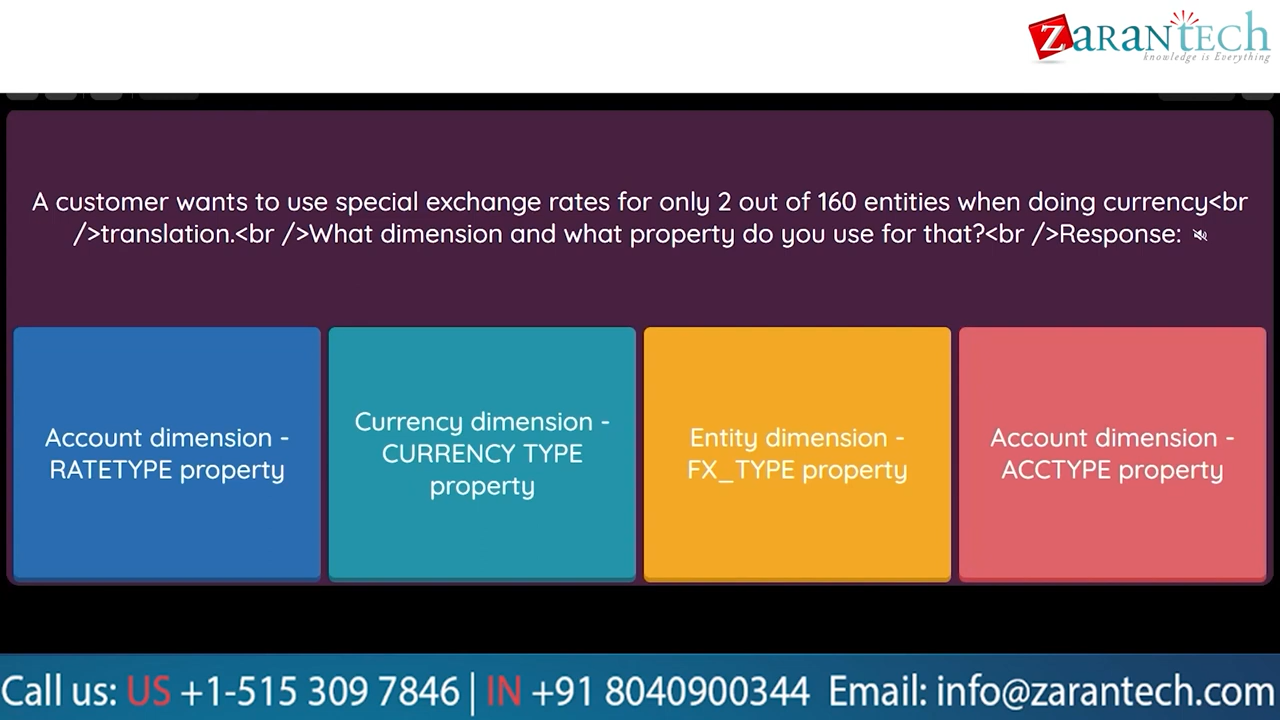 ZARANTECH
knowledge is Everything
A customer wants to use special exchange rates for only 2 out of 160 entities when doing currency<br
/>translation.<br />What dimension and what property do you use for that?<br />Response:
Account dimension -
RATETYPE property
Currency dimension -
CURRENCY TYPE
property
Entity dimension -
FX_TYPE property
Account dimension -
ACCTYPE property
Call us: US +1-515 309 7846 | IN +91 8040900344 Email: info@zarantech.com